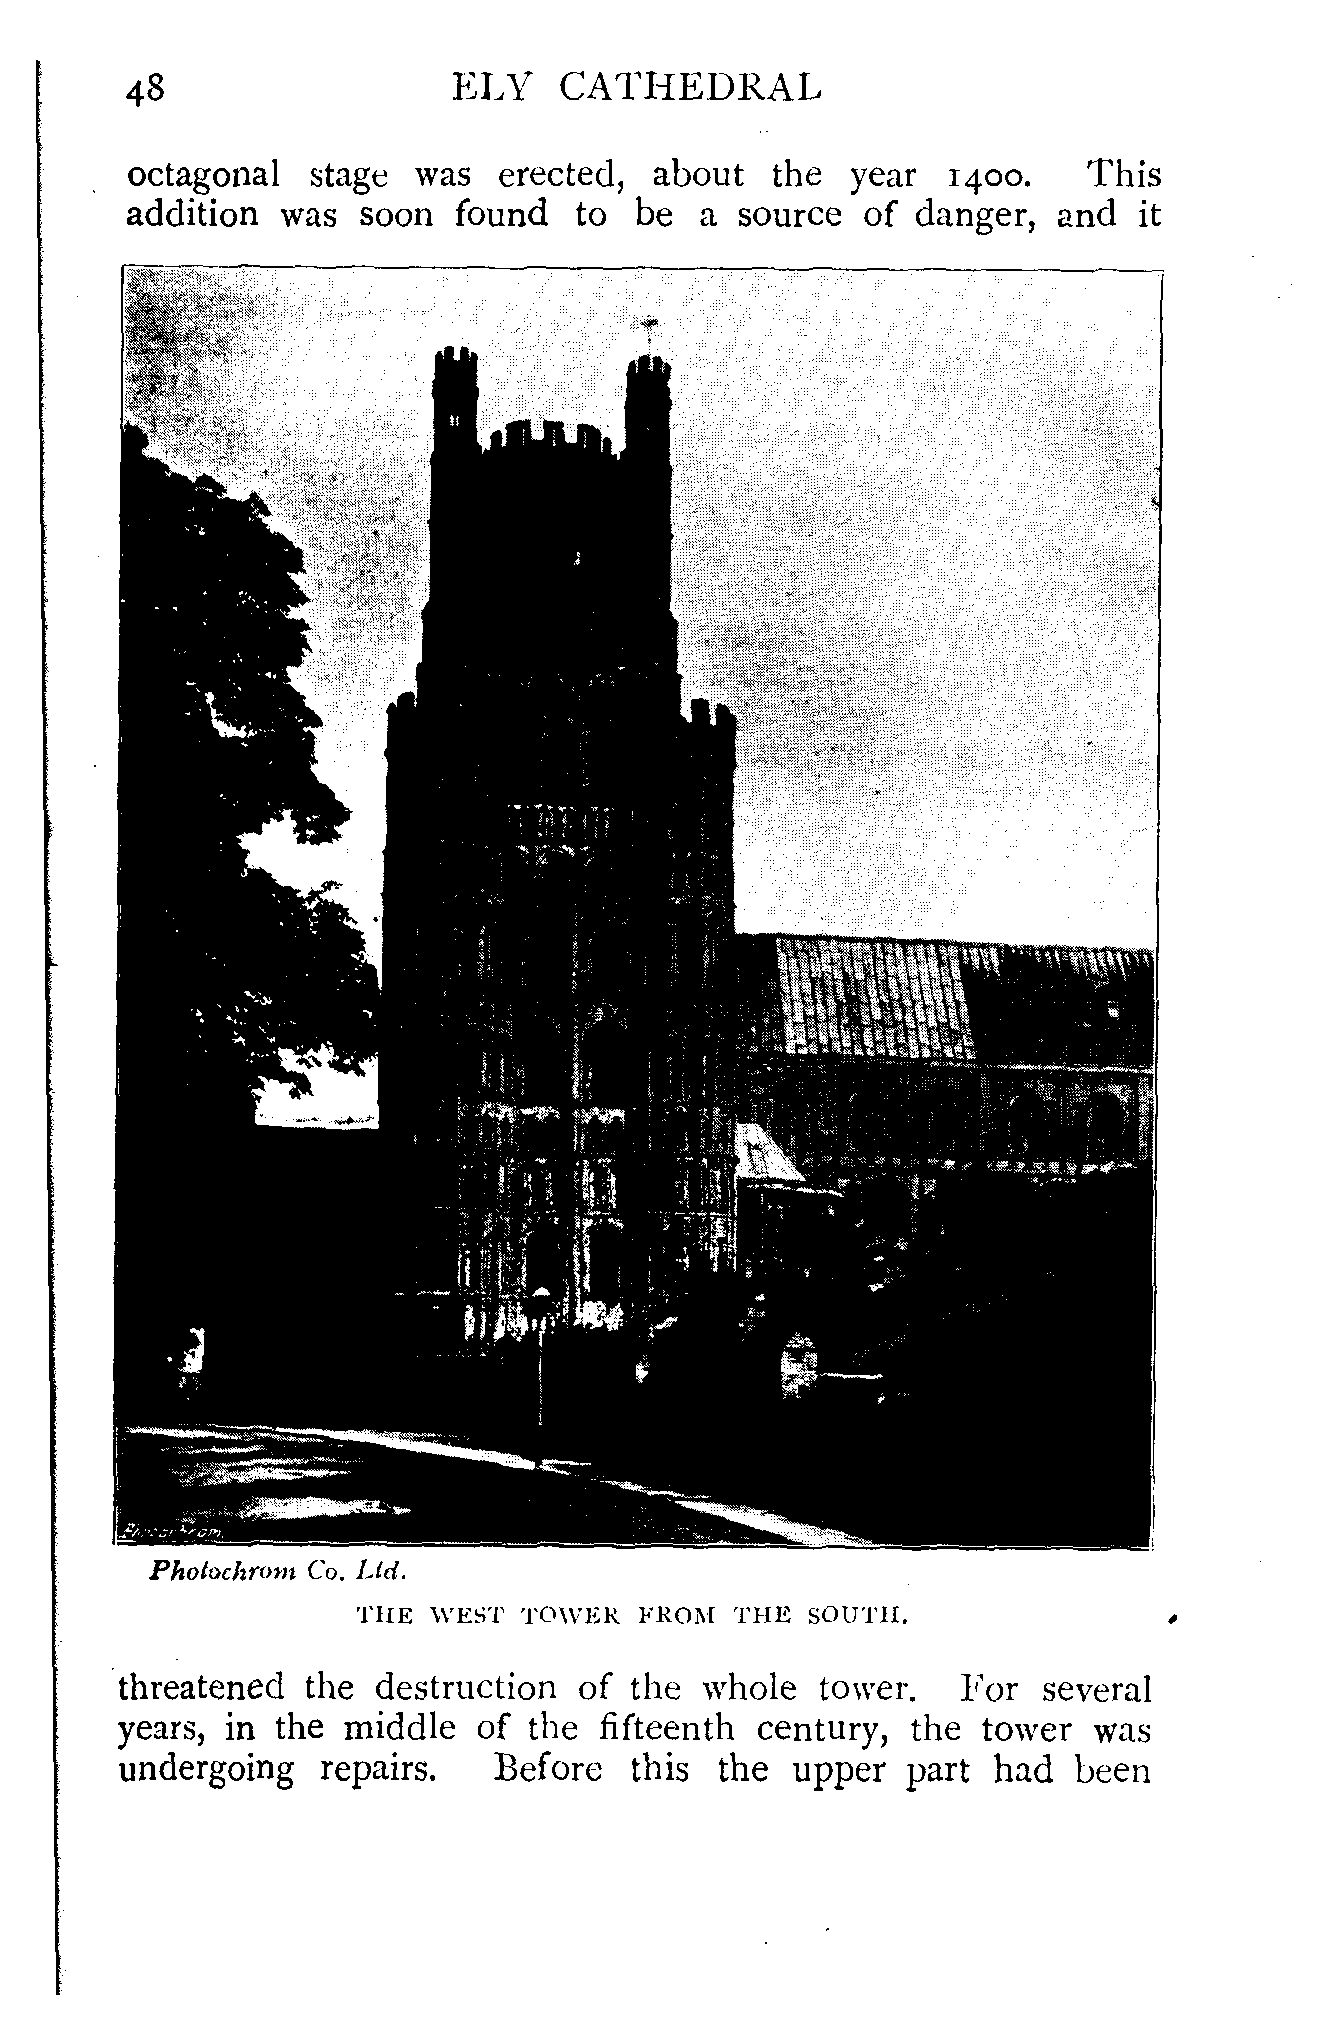 48 ELY CATHEDRAL
octagonal stage was erected, about the year 1400. This
addition was soon found to be a source of danger, and it
Photochrom.
Photochrom Co. Ltd.
THE WEST TOWER FROM THE SOUTH.
threatened the destruction of the whole tower. For several
years, in the middle of the fifteenth century, the tower was
undergoing repairs. Before this the upper part had been